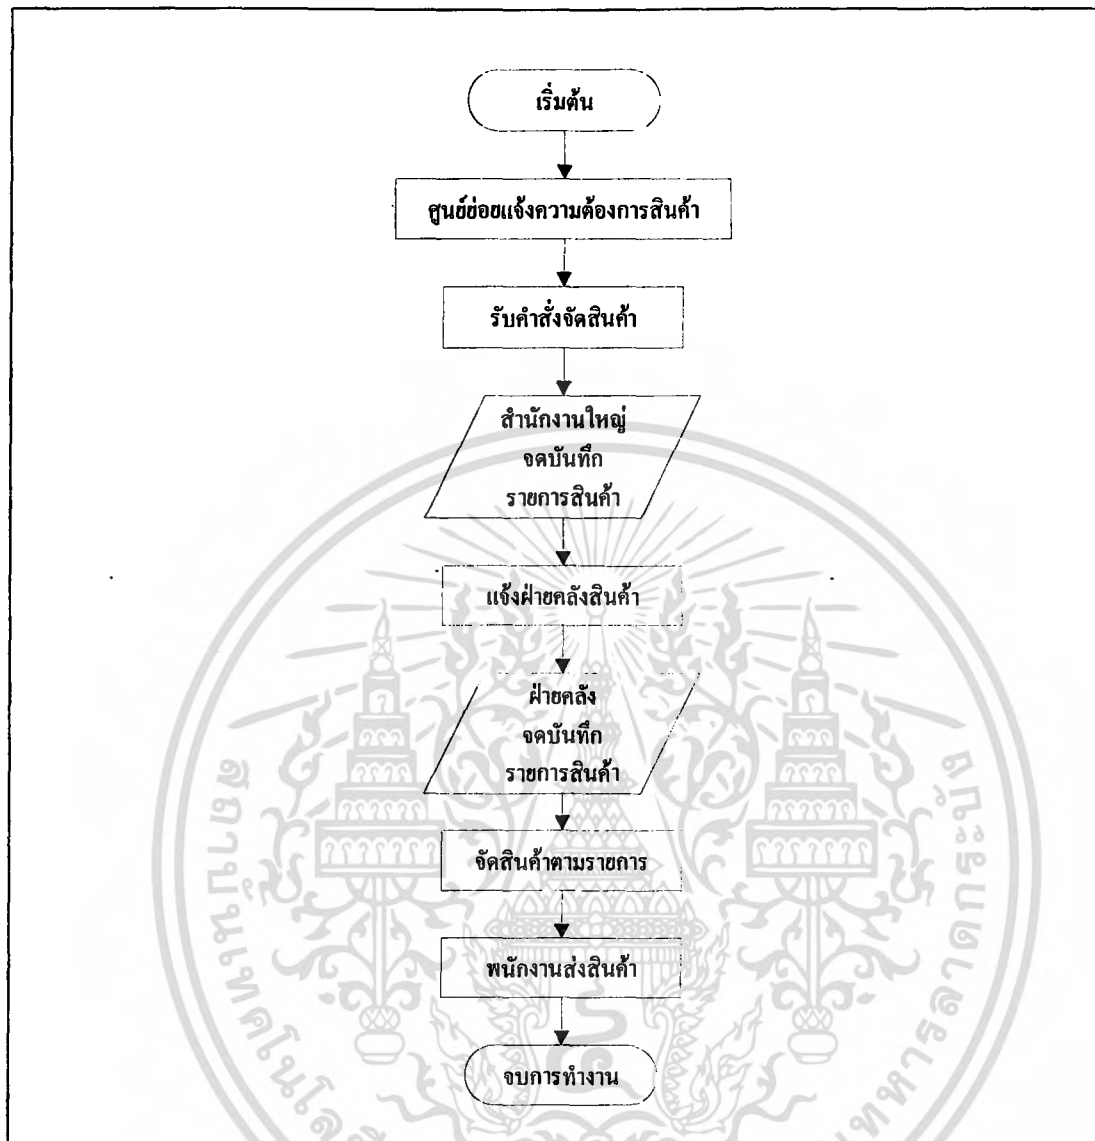 เริ่มต้น
ศูนย์ย่อยแจ้งความต้องการสินค้า
รับคำสั่งจัดสินค้า
สำนักงานใหญ่
จดบันทึก
รายการสินค้า
แจ้งฝ่ายคลังสินค้า
ฝ่ายคลัง
จดบันทึก
รายการสินค้า
จัดสินค้าตามรายการ
พนักงานส่งสินค้า
จบการทำงาน